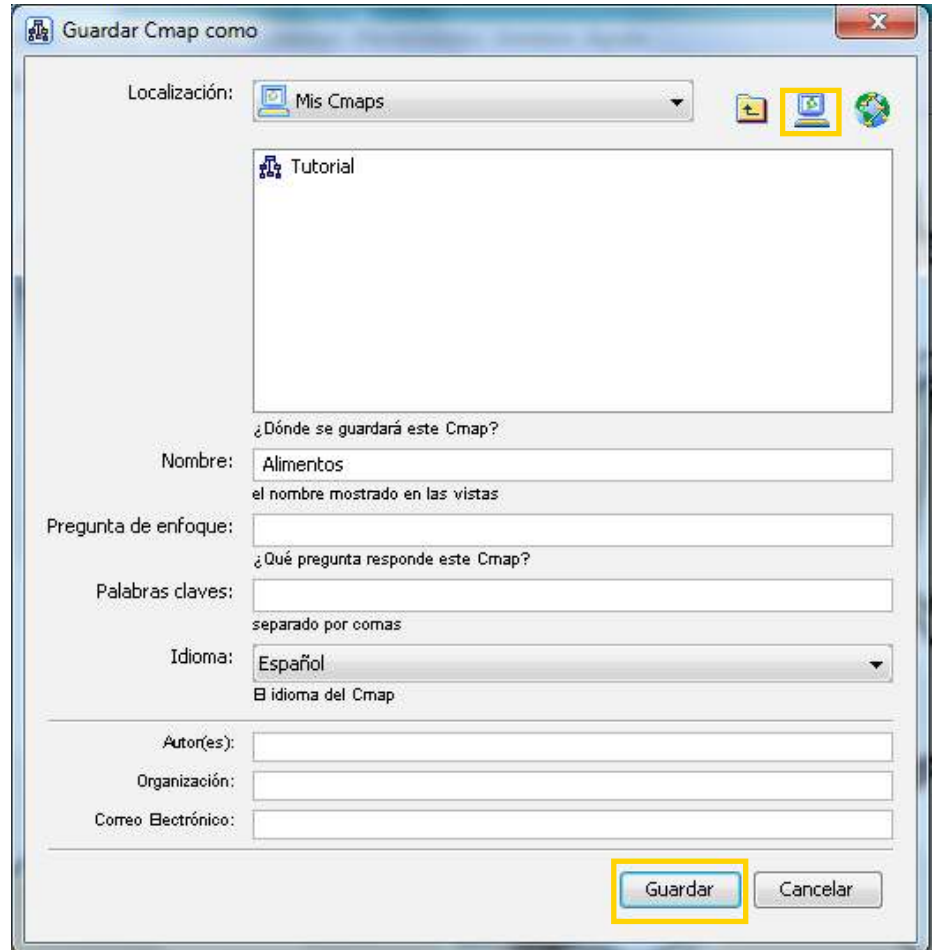 Guardar Cmap como
Localización: Mis Cmaps
Tutorial
¿Dónde se guardará este Cmap?
Nombre: Alimentos
el nombre mostrado en las vistas
Pregunta de enfoque:
¿Qué pregunta responde este Cmap?
Palabras claves:
separado por comas
Idioma: Español
El idioma del Cmap
Autor(es):
Organización:
Correo Electrónico:
Guardar Cancelar